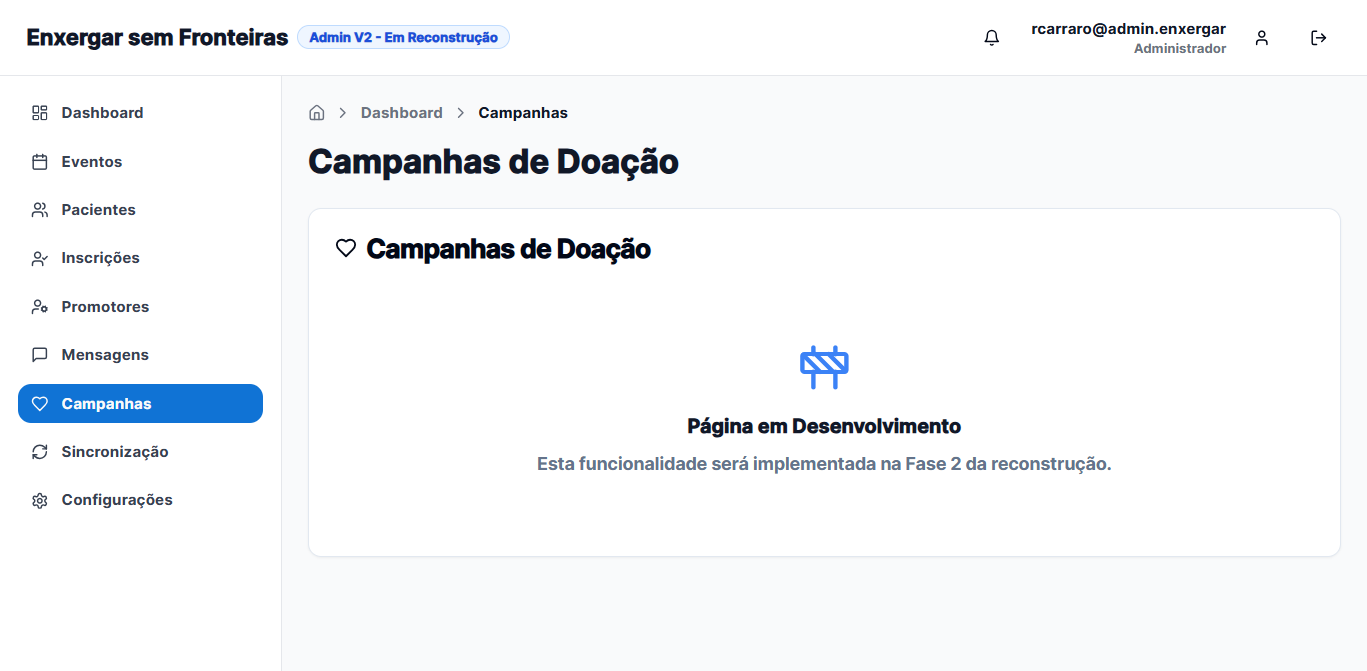 Enxergar sem Fronteiras
Admin V2 - Em Reconstrução
rcarraro@admin.enxergar
Administrador
Dashboard
Eventos
Pacientes
Inscrições
Promotores
Mensagens
Campanhas
Sincronização
Configurações
Dashboard
Campanhas
Campanhas de Doação
Campanhas de Doação
Página em Desenvolvimento
Esta funcionalidade será implementada na Fase 2 da reconstrução.